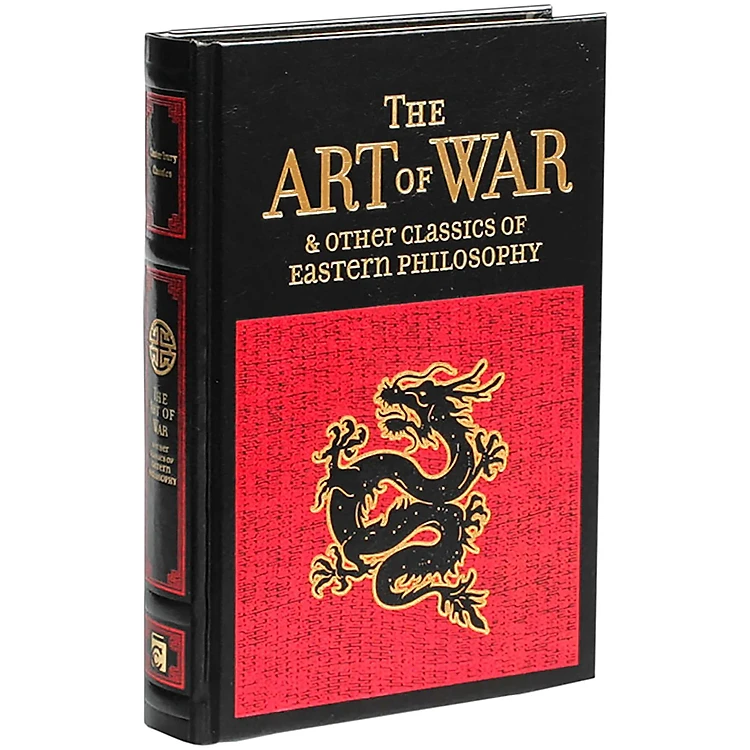 THE
ART OF WAR
& OTHER CLASSICS OF
EASTERN PHILOSOPHY
Canterbury
Classics
THE
ART OF
WAR
& OTHER
CLASSICS OF
EASTERN
PHILOSOPHY